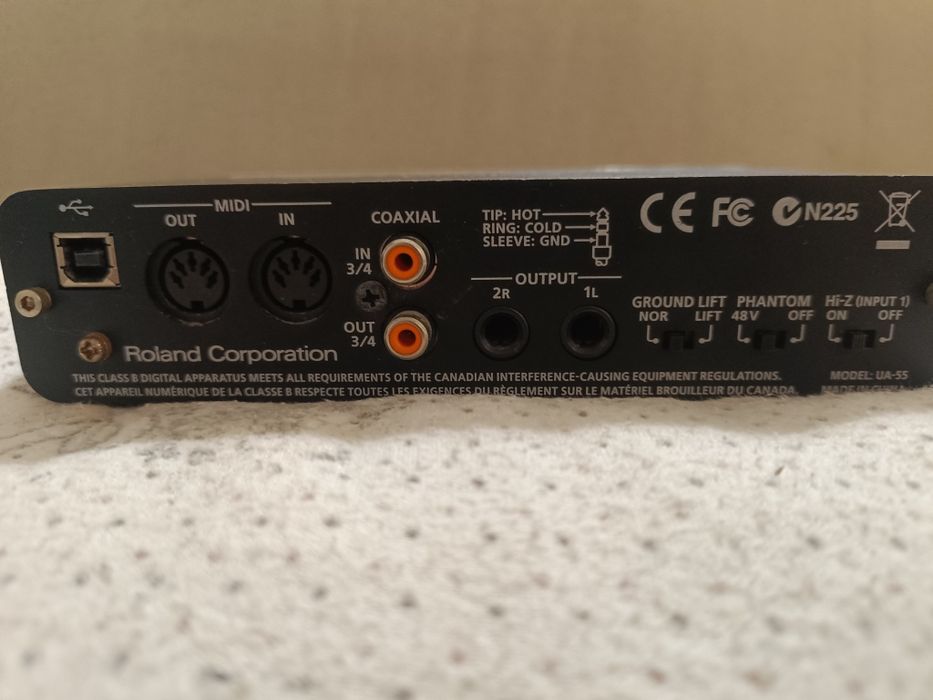 MIDI
OUT
IN
COAXIAL
IN
3/4
OUT
3/4
TIP: HOT
RING: COLD
SLEEVE: GND
OUTPUT
2R
1L
CE FC N225
GROUND LIFT
NOR
LIFT
PHANTOM
48V
OFF
Hi-Z (INPUT 1)
ON
OFF
Roland Corporation
THIS CLASS B DIGITAL APPARATUS MEETS ALL REQUIREMENTS OF THE CANADIAN INTERFERENCE-CAUSING EQUIPMENT REGULATIONS.
CET APPAREIL NUMÉRIQUE DE LA CLASSE B RESPECTE TOUTES LES EXIGENCES DU RÈGLEMENT SUR LE MATÉRIEL BROUILLEUR DU CANADA.
MODEL: UA-55
MADE IN